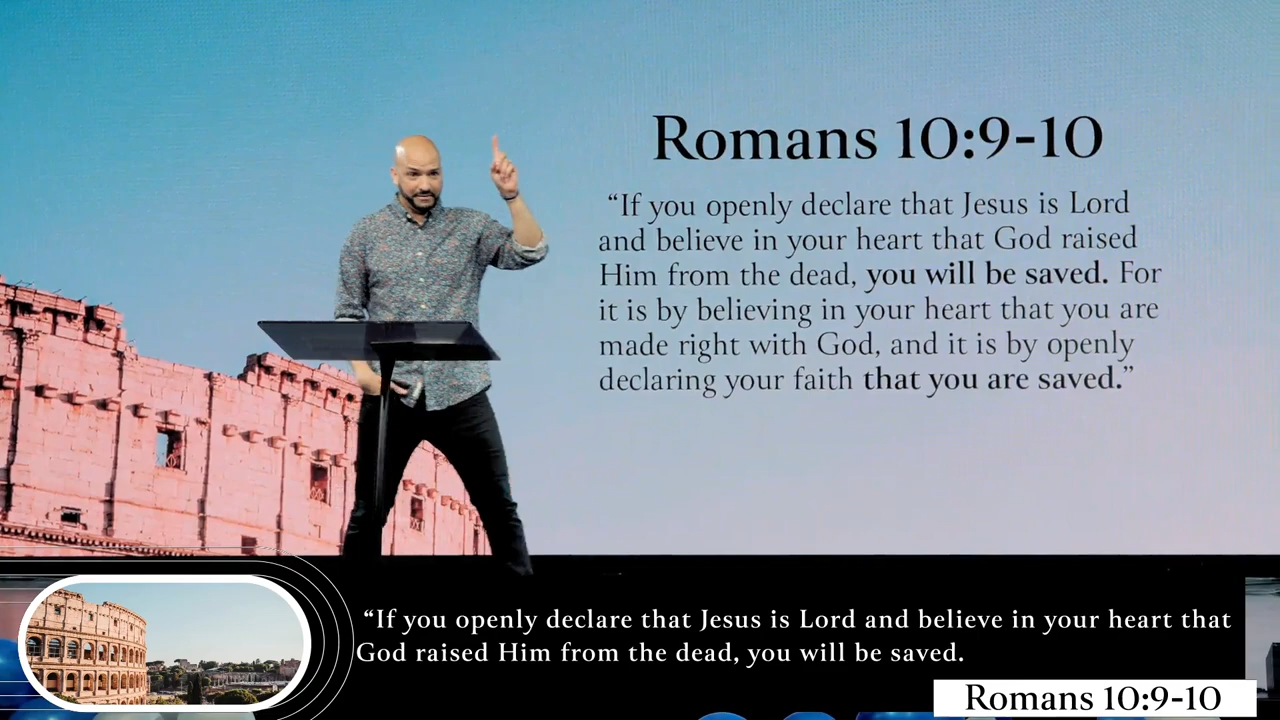 Romans 10:9-10
“If you openly declare that Jesus is Lord
and believe in your heart that God raised
Him from the dead, you will be saved. For
it is by believing in your heart that you are
made right with God, and it is by openly
declaring your faith that you are saved.”
“If you openly declare that Jesus is Lord and believe in your heart that
God raised Him from the dead, you will be saved.
Romans 10:9-10